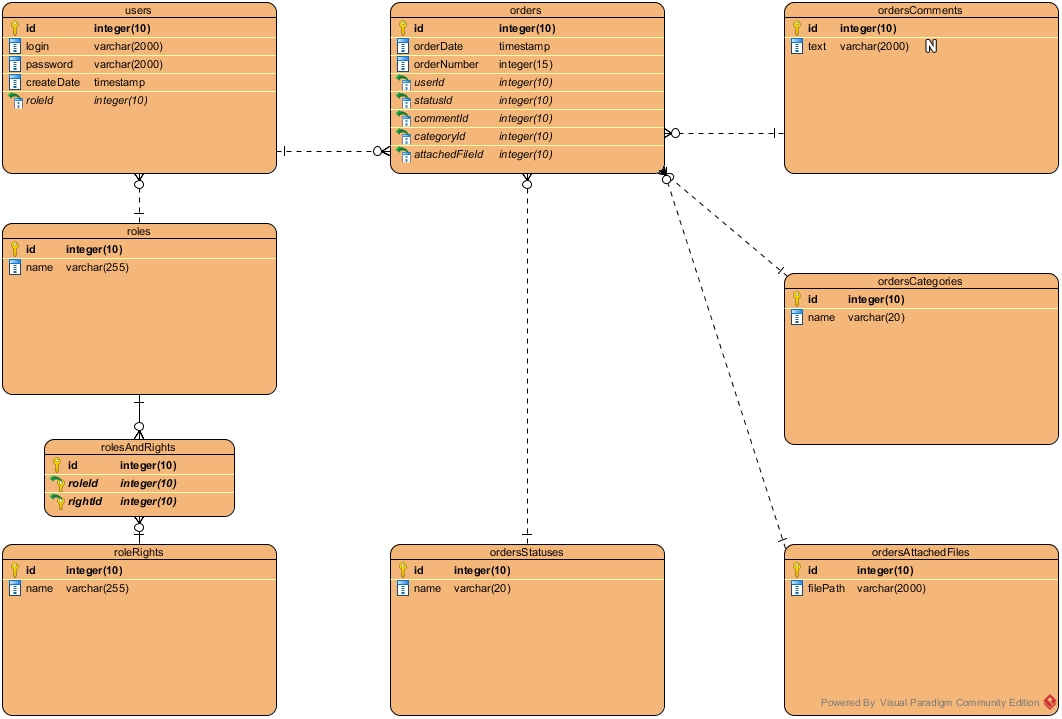 users
id integer(10)
login varchar(2000)
password varchar(2000)
createDate timestamp
roleId integer(10)
orders
id integer(10)
orderDate timestamp
orderNumber integer(15)
userId integer(10)
statusId integer(10)
commentId integer(10)
categoryId integer(10)
attachedFileId integer(10)
ordersComments
id integer(10)
text varchar(2000) N
roles
id integer(10)
name varchar(255)
ordersCategories
id integer(10)
name varchar(20)
rolesAndRights
id integer(10)
roleId integer(10)
rightId integer(10)
roleRights
id integer(10)
name varchar(255)
ordersStatuses
id integer(10)
name varchar(20)
ordersAttachedFiles
id integer(10)
filePath varchar(2000)
Powered By Visual Paradigm Community Edition